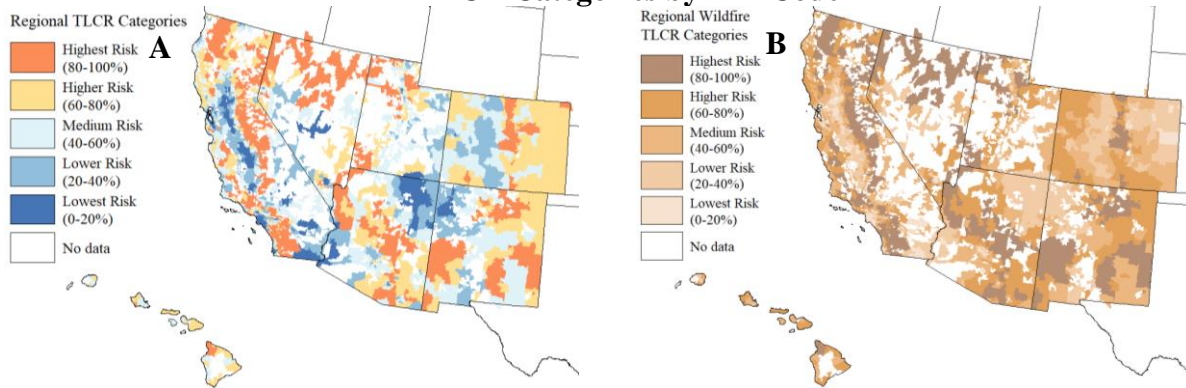 Categories by
Regional TLCR Categories
A
Highest Risk
(80-100%)
Higher Risk
(60-80%)
Medium Risk
(40-60%)
Lower Risk
(20-40%)
Lowest Risk
(0-20%)
No data
Regional Wildfire
TLCR Categories
B
Highest Risk
(80-100%)
Higher Risk
(60-80%)
Medium Risk
(40-60%)
Lower Risk
(20-40%)
Lowest Risk
(0-20%)
No data